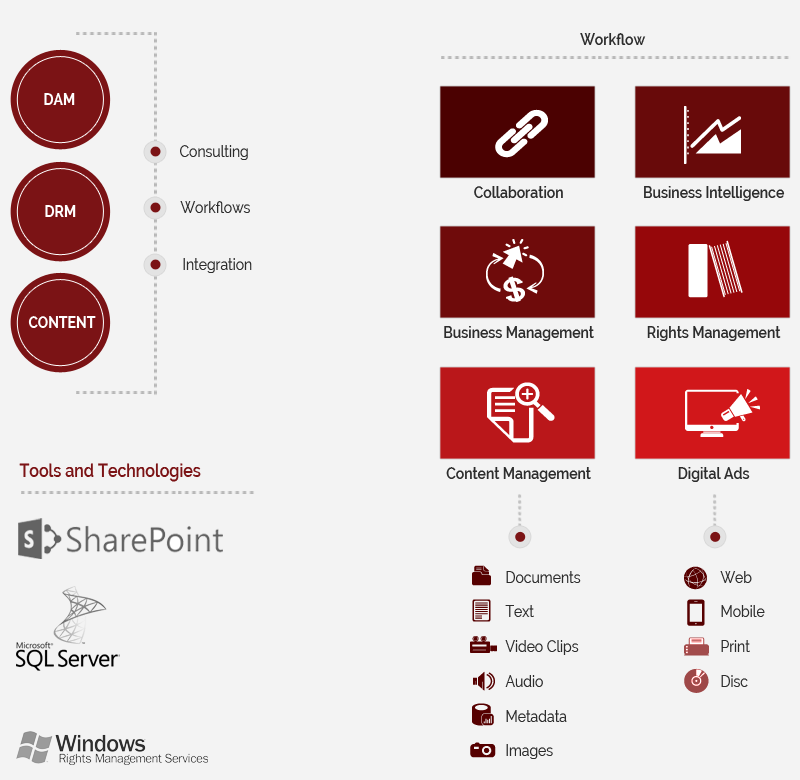 DAM
DRM
CONTENT
Consulting
Workflows
Integration
Tools and Technologies
S SharePoint
Microsoft®
SQL Server®
Windows
Rights Management Services
Workflow
Collaboration
Business Intelligence
$
Business Management
Rights Management
Content Management
Digital Ads
Documents
Text
Video Clips
Audio
Metadata
Images
Web
Mobile
Print
Disc